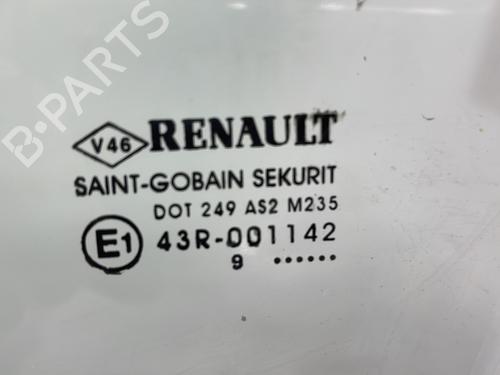 B-PARTS
V46 RENAULT
SAINT-GOBAIN SEKURIT
DOT 249 AS2 M235
E1 43R-001142
9 ......